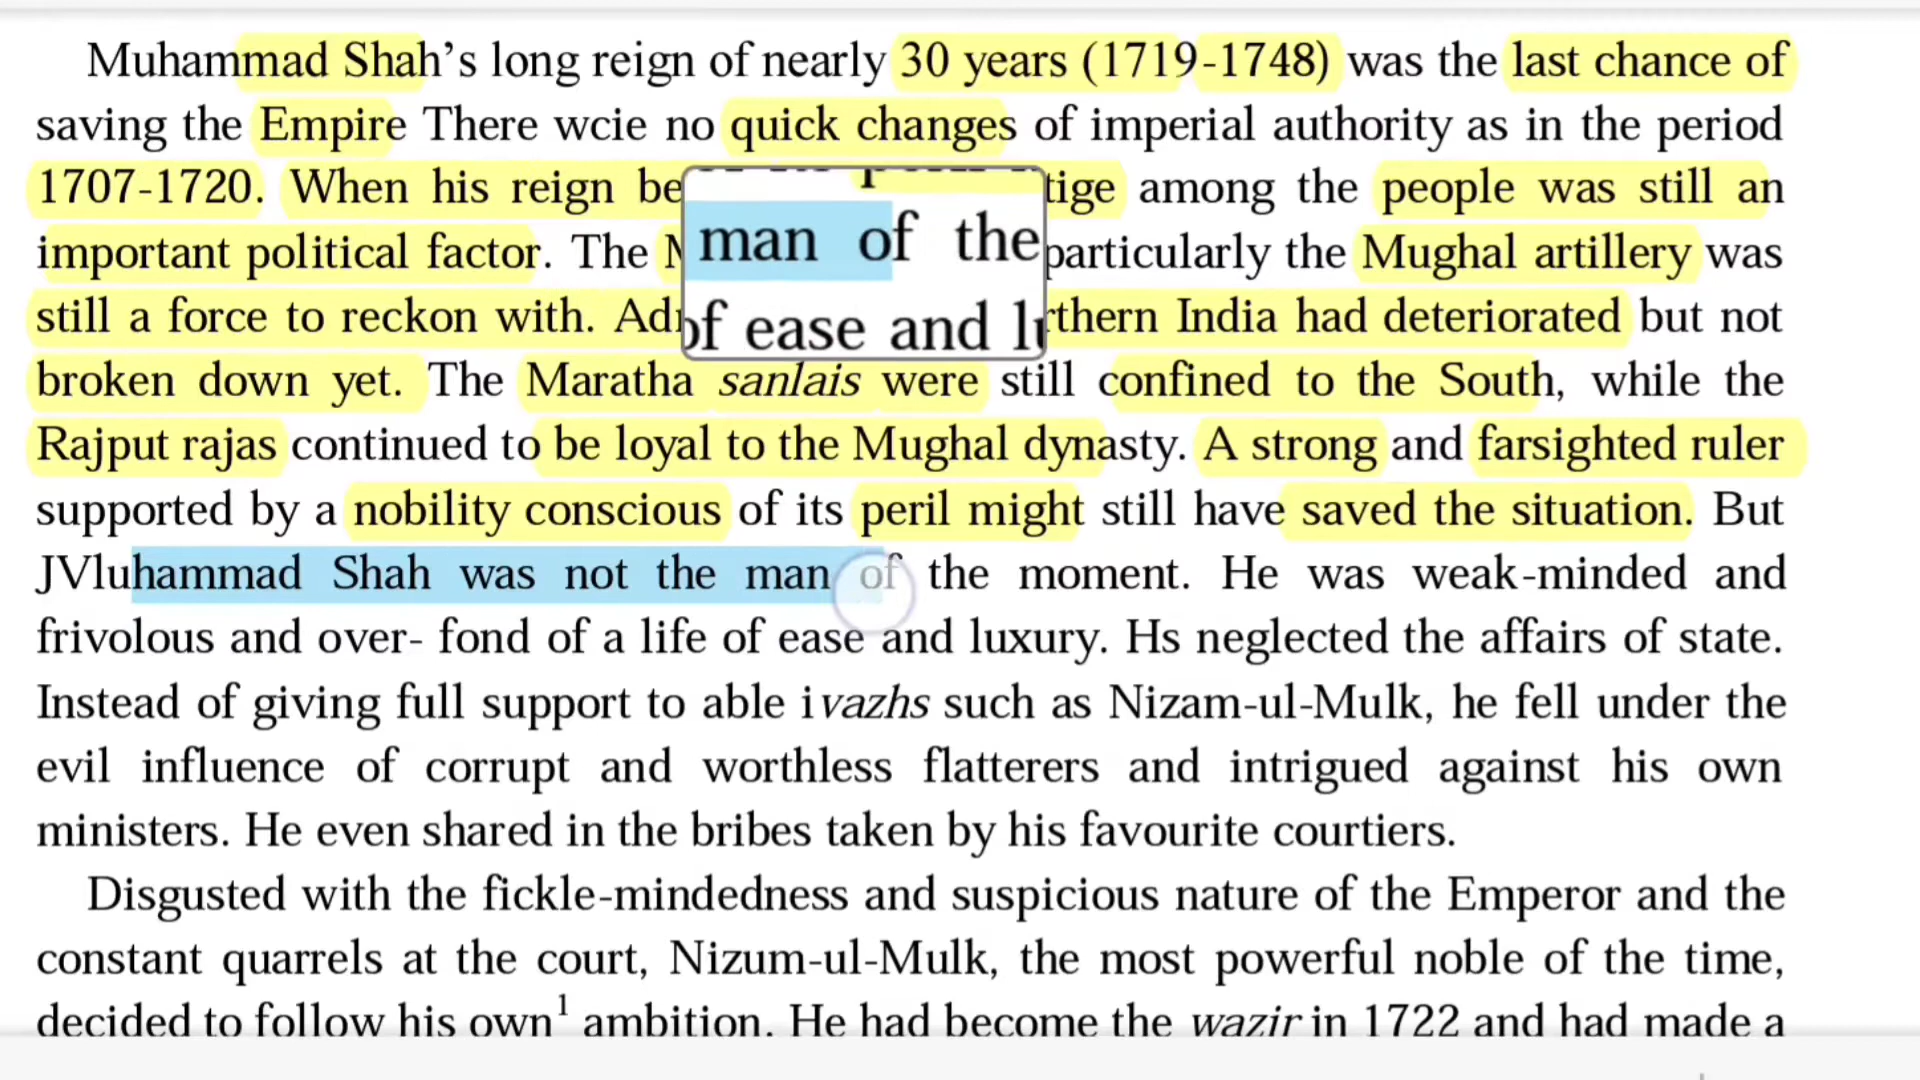 Muhammad Shah’s long reign of nearly 30 years (1719-1748) was the last chance of
saving the Empire There wcie no quick changes of imperial authority as in the period
1707-1720. When his reign be
tige among the people was still an
man of the
important political factor. The
particularly the Mughal artillery was
of ease and
still a force to reckon with.
thern India had deteriorated but not
broken down yet. The Maratha sanlais were still confined to the South, while the
Rajput rajas continued to be loyal to the Mughal dynasty. A strong and farsighted ruler
supported by a nobility conscious of its peril might still have saved the situation. But
JVluhammad Shah was not the man of the moment. He was weak-minded and
frivolous and over- fond of a life of ease and luxury. Hs neglected the affairs of state.
Instead of giving full support to able ivazhs such as Nizam-ul-Mulk, he fell under the
evil influence of corrupt and worthless flatterers and intrigued against his own
ministers. He even shared in the bribes taken by his favourite courtiers.
Disgusted with the fickle-mindedness and suspicious nature of the Emperor and the
constant quarrels at the court, Nizum-ul-Mulk, the most powerful noble of the time,
decided to follow his own¹ ambition. He had become the wazir in 1722 and had made a